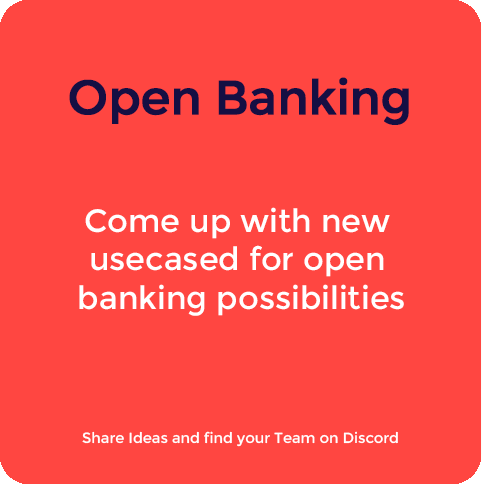 Open Banking
Come up with new
usecased for open
banking possibilities
Share Ideas and find your Team on Discord